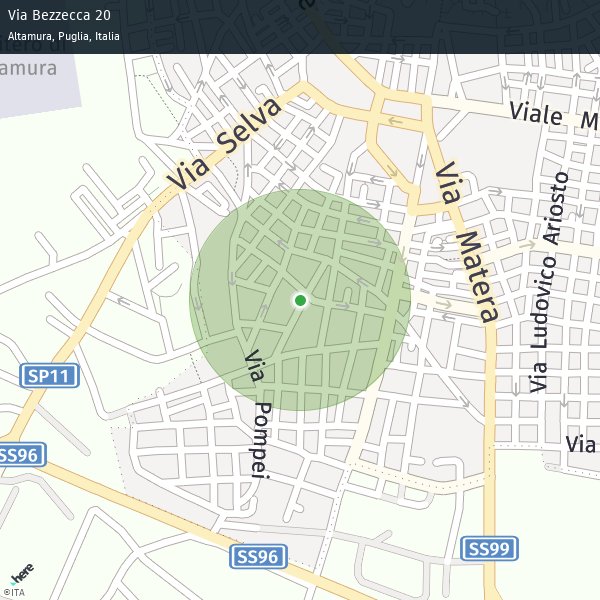 Via Bezzecca 20
Altamura, Puglia, Italia
amura
Via Selva
Viale M
Via Matera
Via Ludovico Ariosto
SP11
Via Pompei
SS96
Via
SS96
SS99
here
©ITA